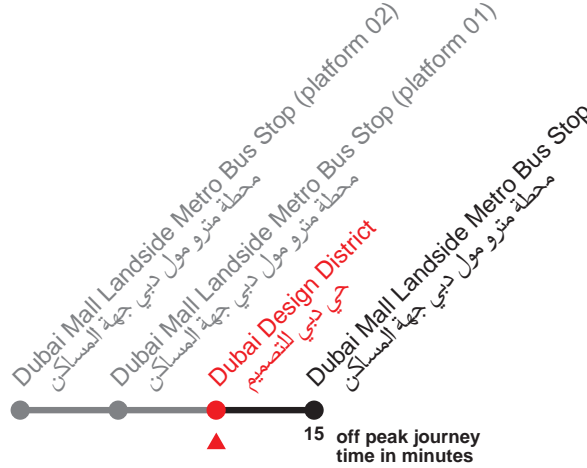 Dubai Mall Landside Metro Bus Stop (platform 02)
محطة مترو مول دبي جهة المساكن
Dubai Mall Landside Metro Bus Stop (platform 01)
محطة مترو مول دبي جهة المساكن
Dubai Design District
حي دبي للتصميم
Dubai Mall Landside Metro Bus Stop
محطة مترو مول دبي جهة المساكن
15 off peak journey
time in minutes